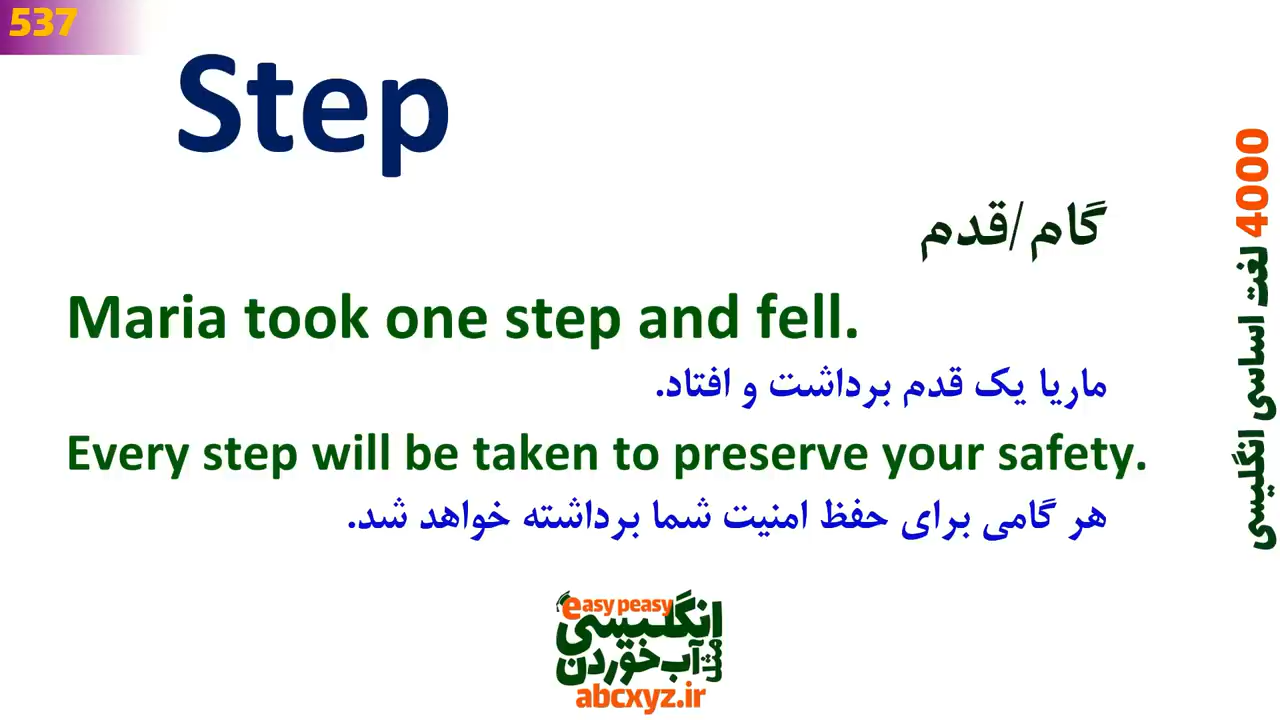 537
Step
گام/قدم
Maria took one step and fell.
ماریا یک قدم برداشت و افتاد.
Every step will be taken to preserve your safety.
هر گامی برای حفظ امنیت شما برداشته خواهد شد.
4000 لغت اساسی انگلیسی
easy peasy
انگلیسی
مثل آب خوردن
abcxyz.ir